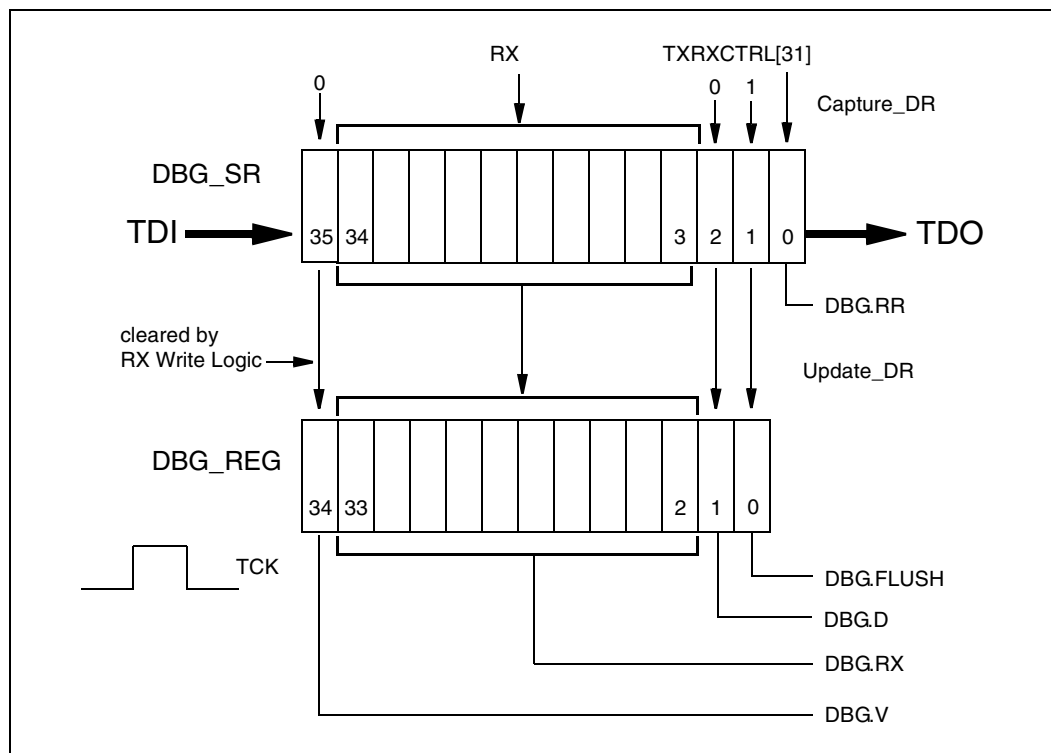 RX
TXRXCTRL[31]
0
0
1
Capture_DR
DBG_SR
TDI
35
34
3
2
1
0
TDO
DBG.RR
cleared by
RX Write Logic
Update_DR
DBG_REG
34
33
2
1
0
TCK
DBG.FLUSH
DBG.D
DBG.RX
DBG.V